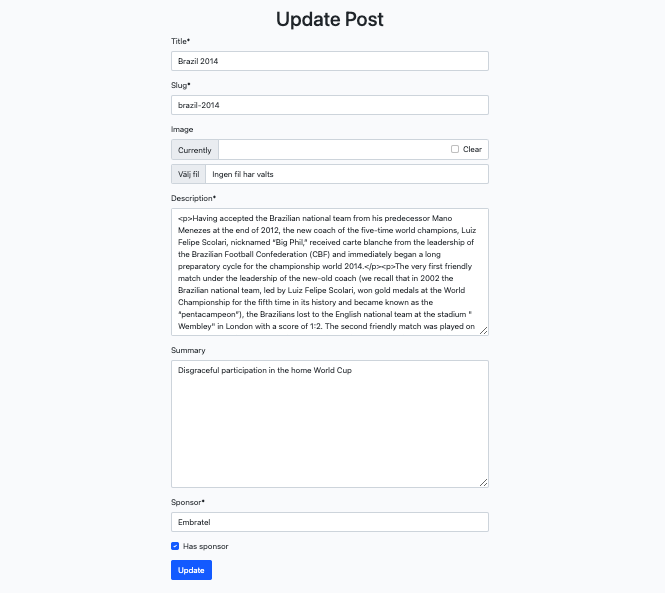 Update Post
Title*
Brazil 2014
Slug*
brazil-2014
Image
Currently
Clear
Välj fil Ingen fil har valts
Description*
<p>Having accepted the Brazilian national team from his predecessor Mano
Menezes at the end of 2012, the new coach of the five-time world champions, Luiz
Felipe Scolari, nicknamed "Big Phil," received carte blanche from the leadership of
the Brazilian Football Confederation (CBF) and immediately began a long
preparatory cycle for the championship world 2014.</p><p>The very first friendly
match under the leadership of the new-old coach (we recall that in 2002 the
Brazilian national team, led by Luiz Felipe Scolari, won gold medals at the World
Championship for the fifth time in its history and became known as the
"pentacampeon"), the Brazilians lost to the English national team at the stadium "
Wembley" in London with a score of 1:2. The second friendly match was played on
Summary
Disgraceful participation in the home World Cup
Sponsor*
Embratel
Has sponsor
Update